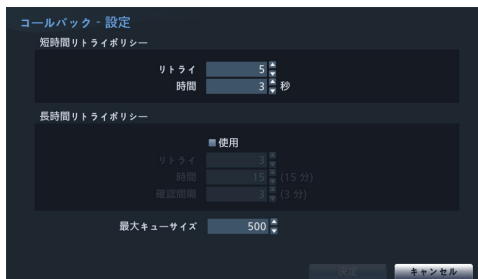 コールバック - 設定
短時間リトライポリシー
リトライ 5
時間 3 秒
長時間リトライポリシー
使用
リトライ 3
時間 15 (15 分)
確認間隔 3 (3 分)
最大キューサイズ 500
設定 キャンセル